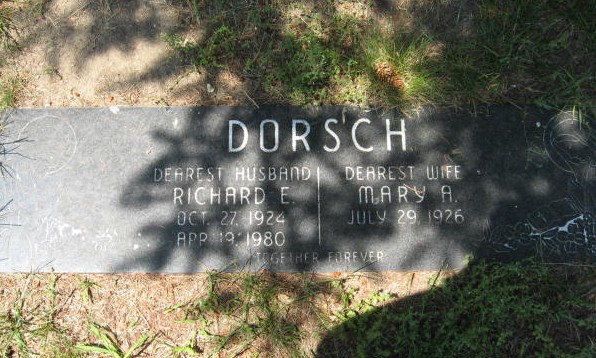 DORSCH
DEAREST HUSBAND
RICHARD E.
OCT. 27, 1924
APR. 19, 1980
DEAREST WIFE
MARY A.
JULY 29, 1926
TOGETHER FOREVER